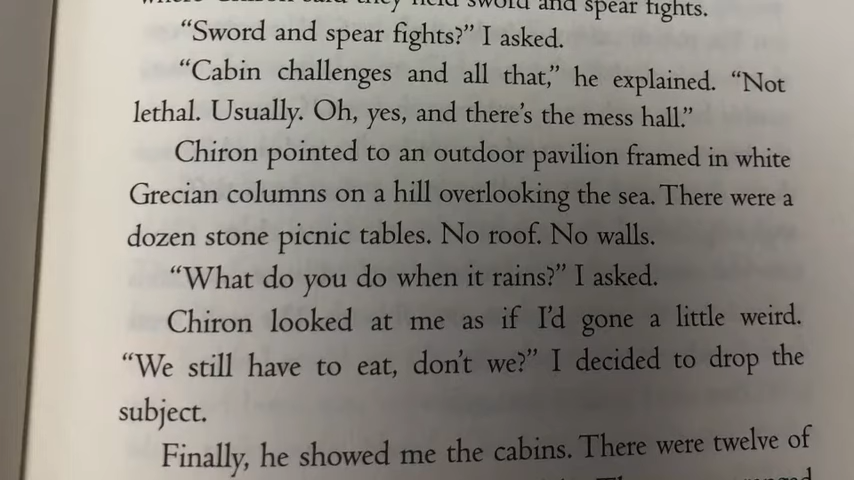 sword and spear fights.
“Sword and spear fights?” I asked.
“Cabin challenges and all that,” he explained. “Not
lethal. Usually. Oh, yes, and there’s the mess hall.”
Chiron pointed to an outdoor pavilion framed in white
Grecian columns on a hill overlooking the sea. There were a
dozen stone picnic tables. No roof. No walls.
“What do you do when it rains?” I asked.
Chiron looked at me as if I’d gone a little weird.
“We still have to eat, don’t we?” I decided to drop the
subject.
Finally, he showed me the cabins. There were twelve of